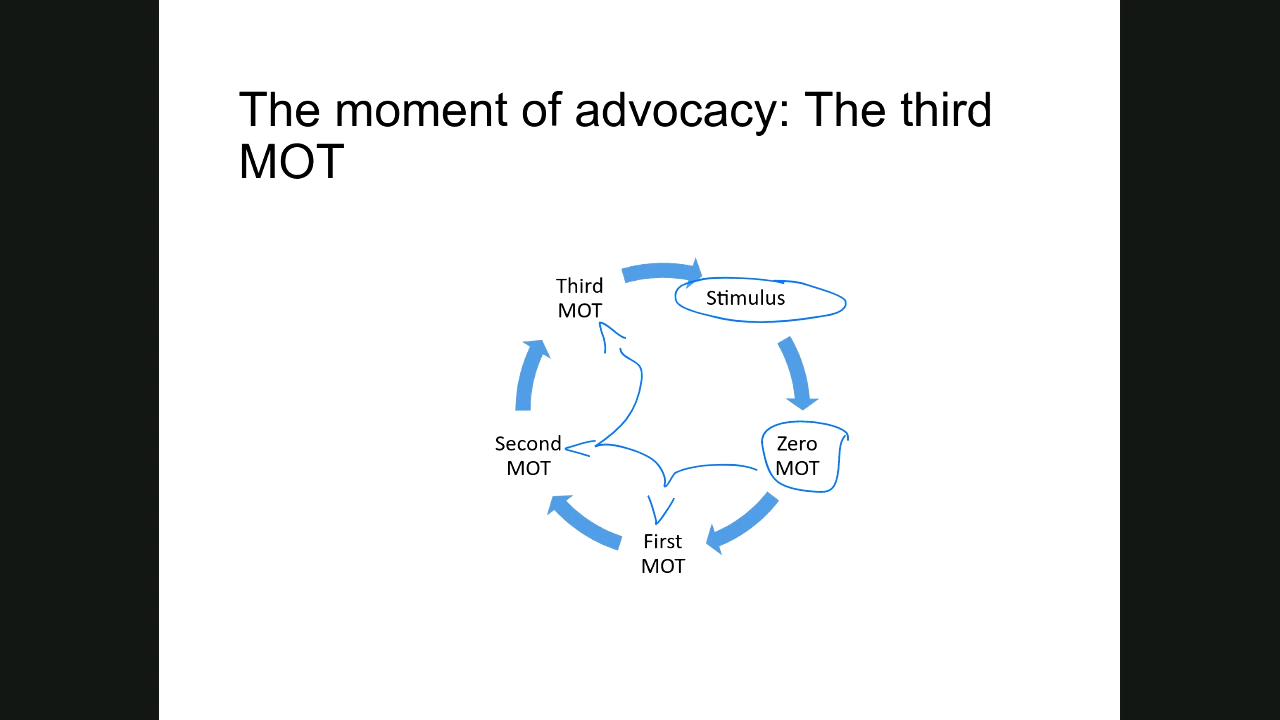 The moment of advocacy: The third
MOT
Third
MOT
Stimulus
Second
MOT
Zero
MOT
First
MOT